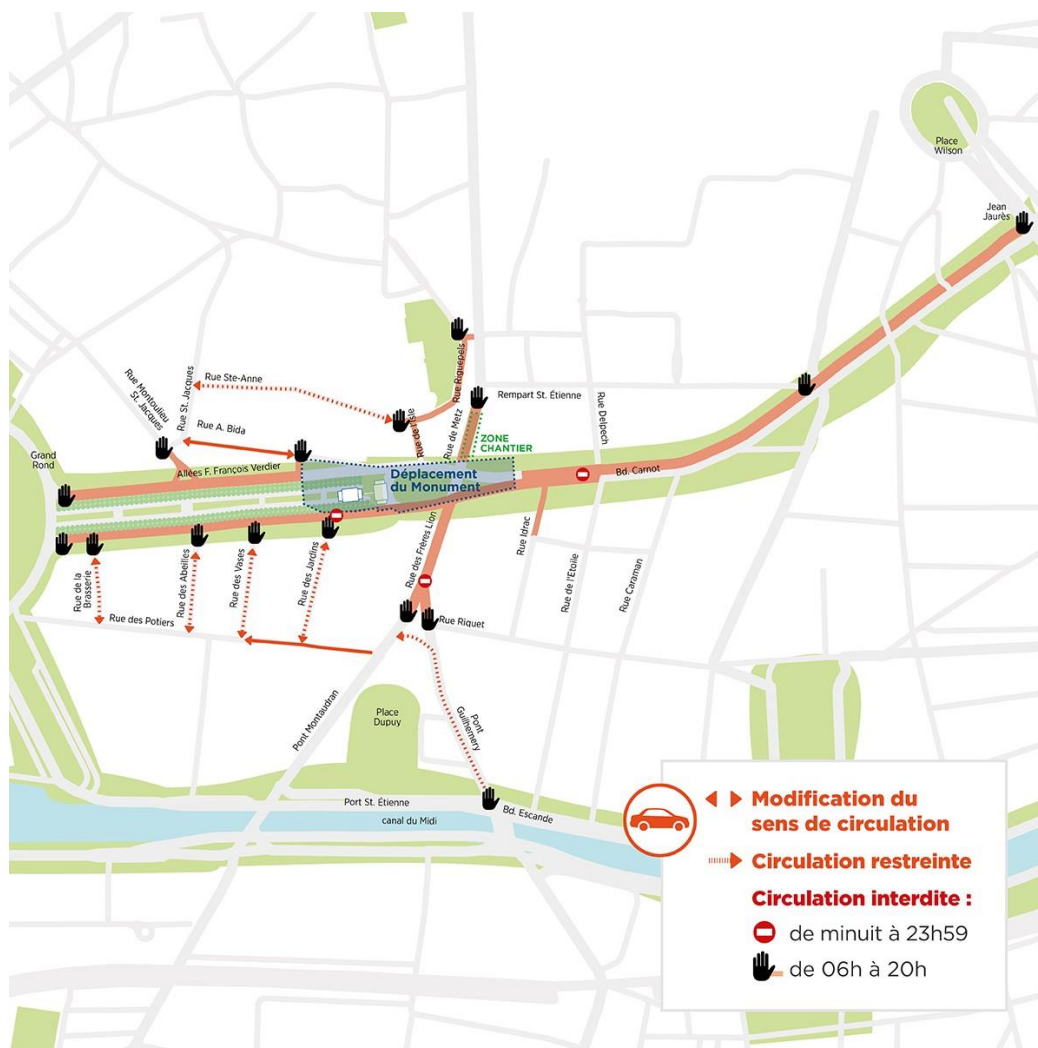 Place
Wilson
Jean
Jaurès
Rue Riguepels
Rue Ste-Anne
Rue Montoulieu
St. Jacques
Rue St. Jacques
Rempart St. Étienne
Rue Delpech
Rue de Metz
Rue A. Bida
ZONE
CHANTIER
Grand
Rond
Allées F. François Verdier
Déplacement
du Monument
Bd. Carnot
Rue des Frères Lion
Rue Idrac
Rue de la
Brasserie
Rue des Abeilles
Rue des Vases
Rue des Jardins
Rue de l'Etoile
Rue Caraman
Rue des Potiers
Rue Riquet
Pont Montaudran
Place
Dupuy
Pont
Guilhemery
Port St. Étienne
Bd. Escande
canal du Midi
Modification du
sens de circulation
Circulation restreinte
Circulation interdite :
de minuit à 23h59
de 06h à 20h